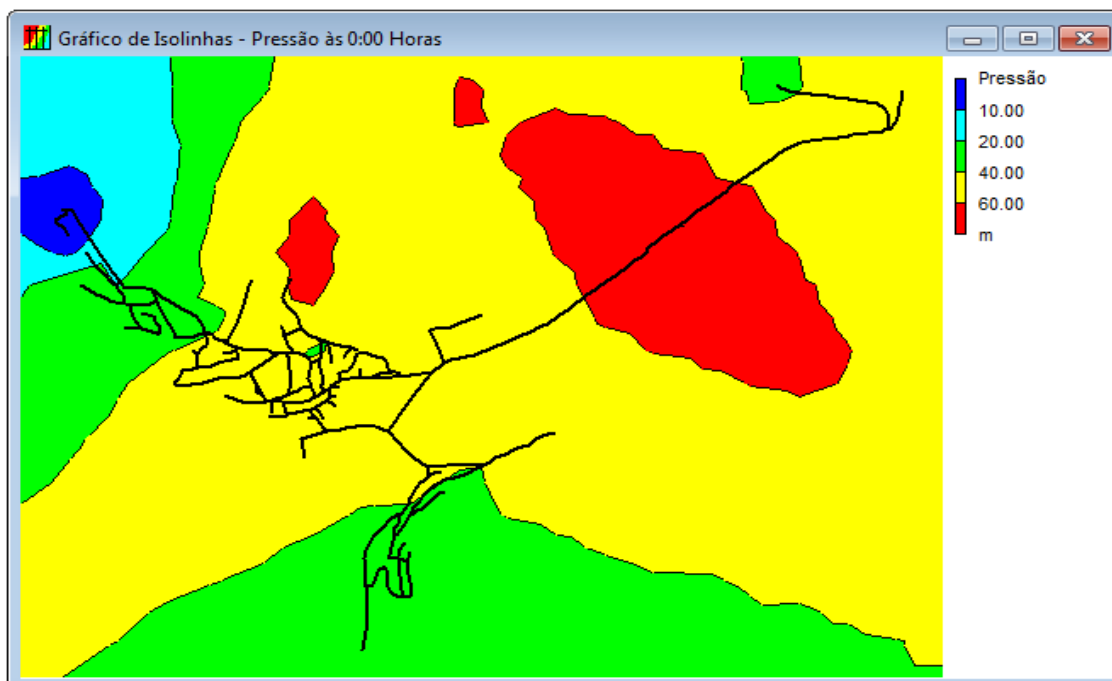 Gráfico de Isolinhas - Pressão às 0:00 Horas
Pressão
10.00
20.00
40.00
60.00
m